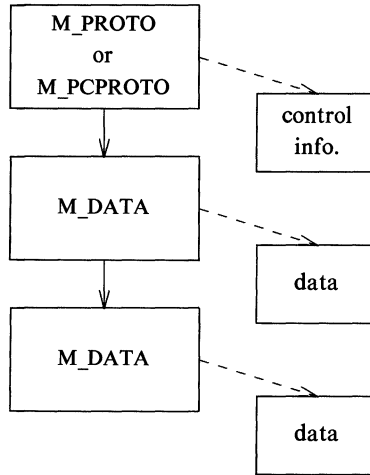 M_PROTO
or
M_PCPROTO
control
info.
M_DATA
data
M_DATA
data